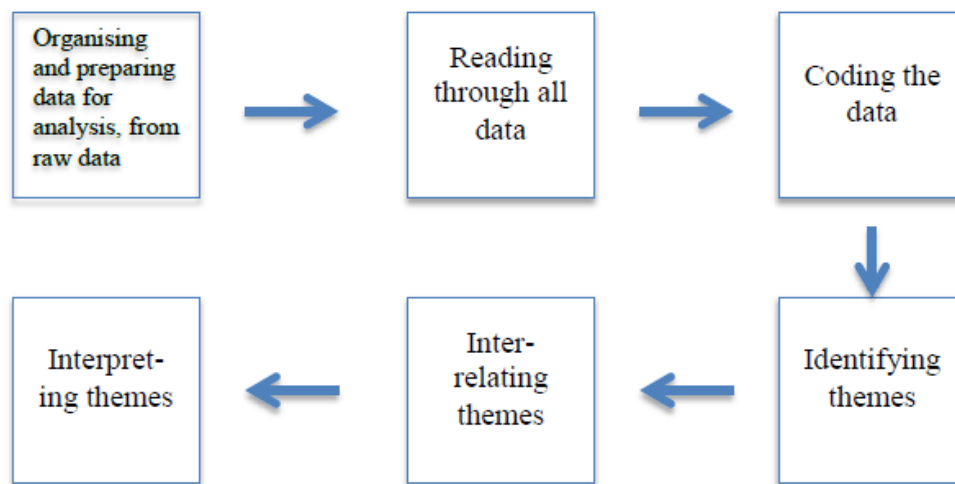 Organising
and preparing
data for
analysis, from
raw data
Reading
through all
data
Coding the
data
Identifying
themes
Inter-
relating
themes
Interpret-
ing themes